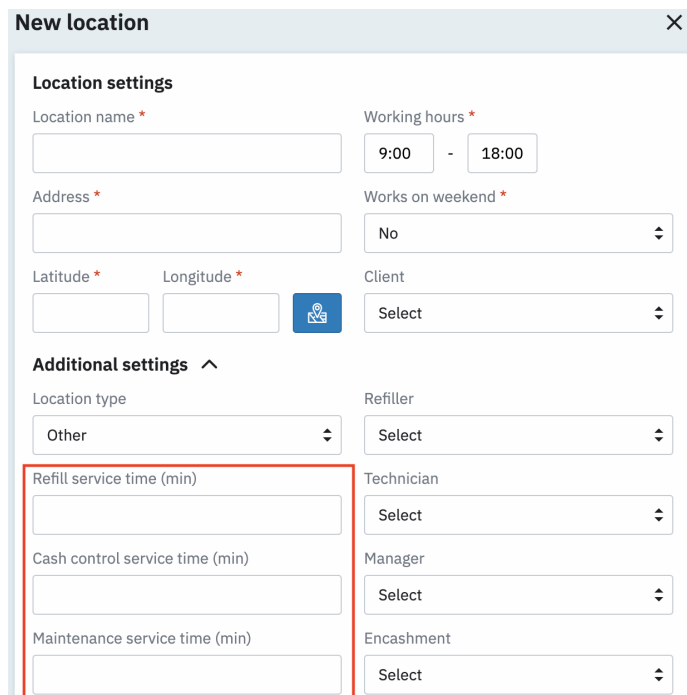 New location
Location settings
Location name *
Working hours *
9:00 - 18:00
Address *
Works on weekend *
No
Latitude *
Longitude *
Client
Select
Additional settings
Location type
Refiller
Other
Select
Refill service time (min)
Technician
Select
Cash control service time (min)
Manager
Select
Maintenance service time (min)
Encashment
Select